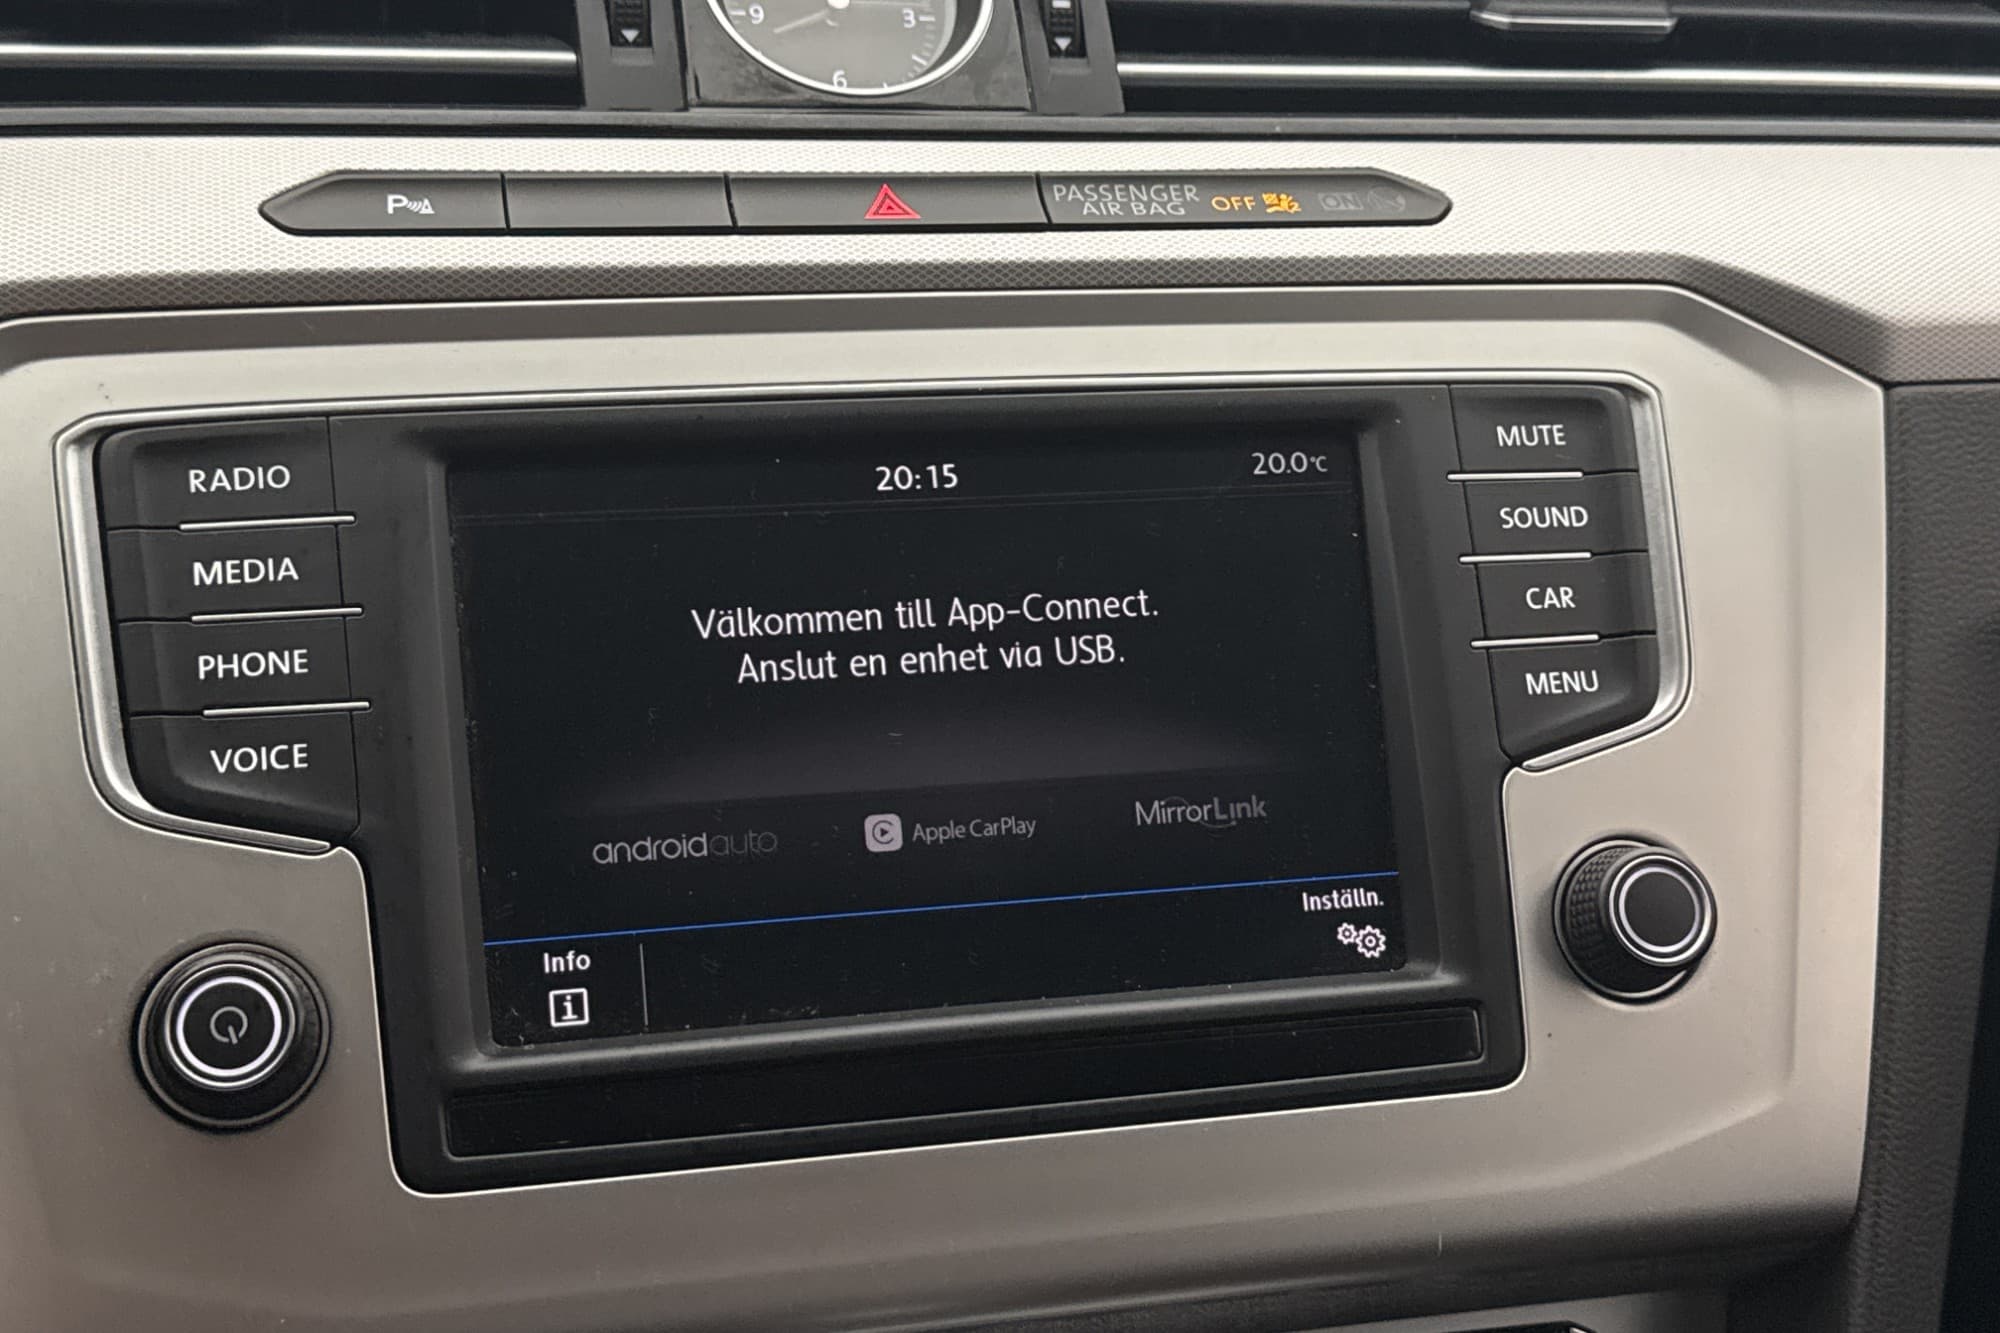 9
3
6
P
PASSENGER
AIR BAG
OFF
ON
RADIO
MEDIA
PHONE
VOICE
20:15
20.0°C
Välkommen till App-Connect.
Anslut en enhet via USB.
androidauto
Apple CarPlay
MirrorLink
Info
i
Inställn.
MUTE
SOUND
CAR
MENU